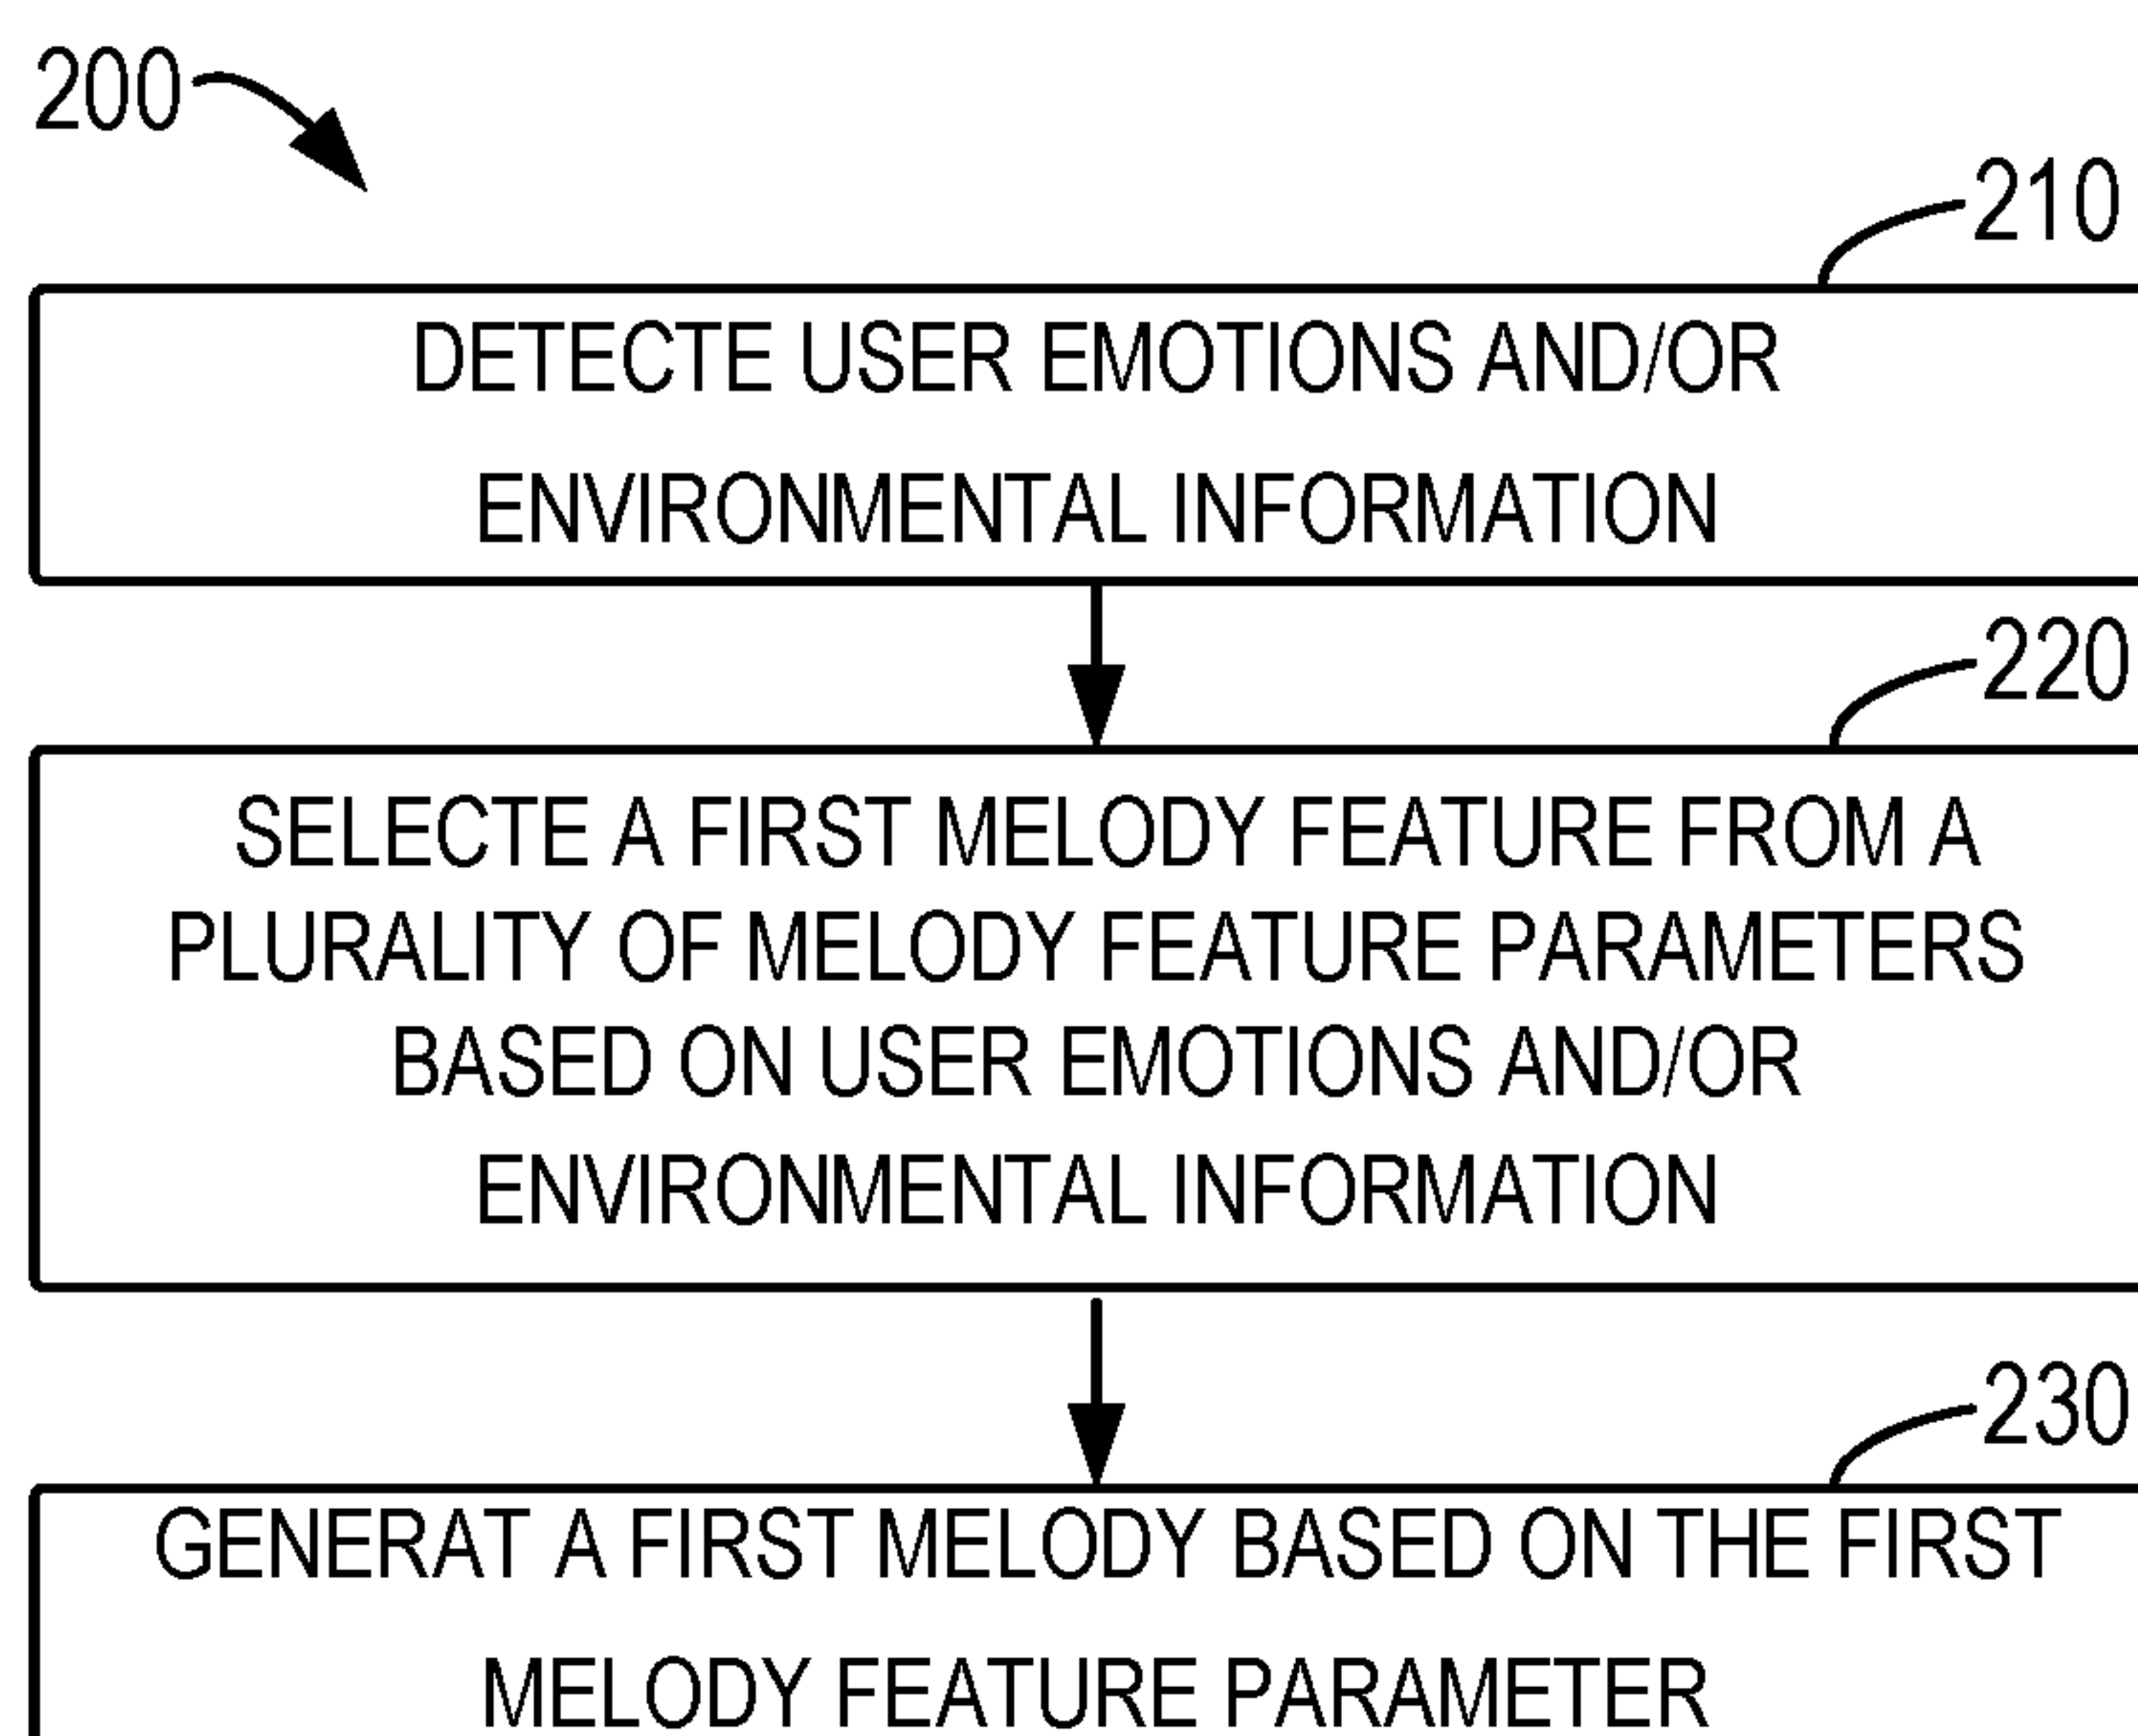 200
210
DETECTE USER EMOTIONS AND/OR
ENVIRONMENTAL INFORMATION
220
SELECTE A FIRST MELODY FEATURE FROM A
PLURALITY OF MELODY FEATURE PARAMETERS
BASED ON USER EMOTIONS AND/OR
ENVIRONMENTAL INFORMATION
230
GENERAT A FIRST MELODY BASED ON THE FIRST
MELODY FEATURE PARAMETER